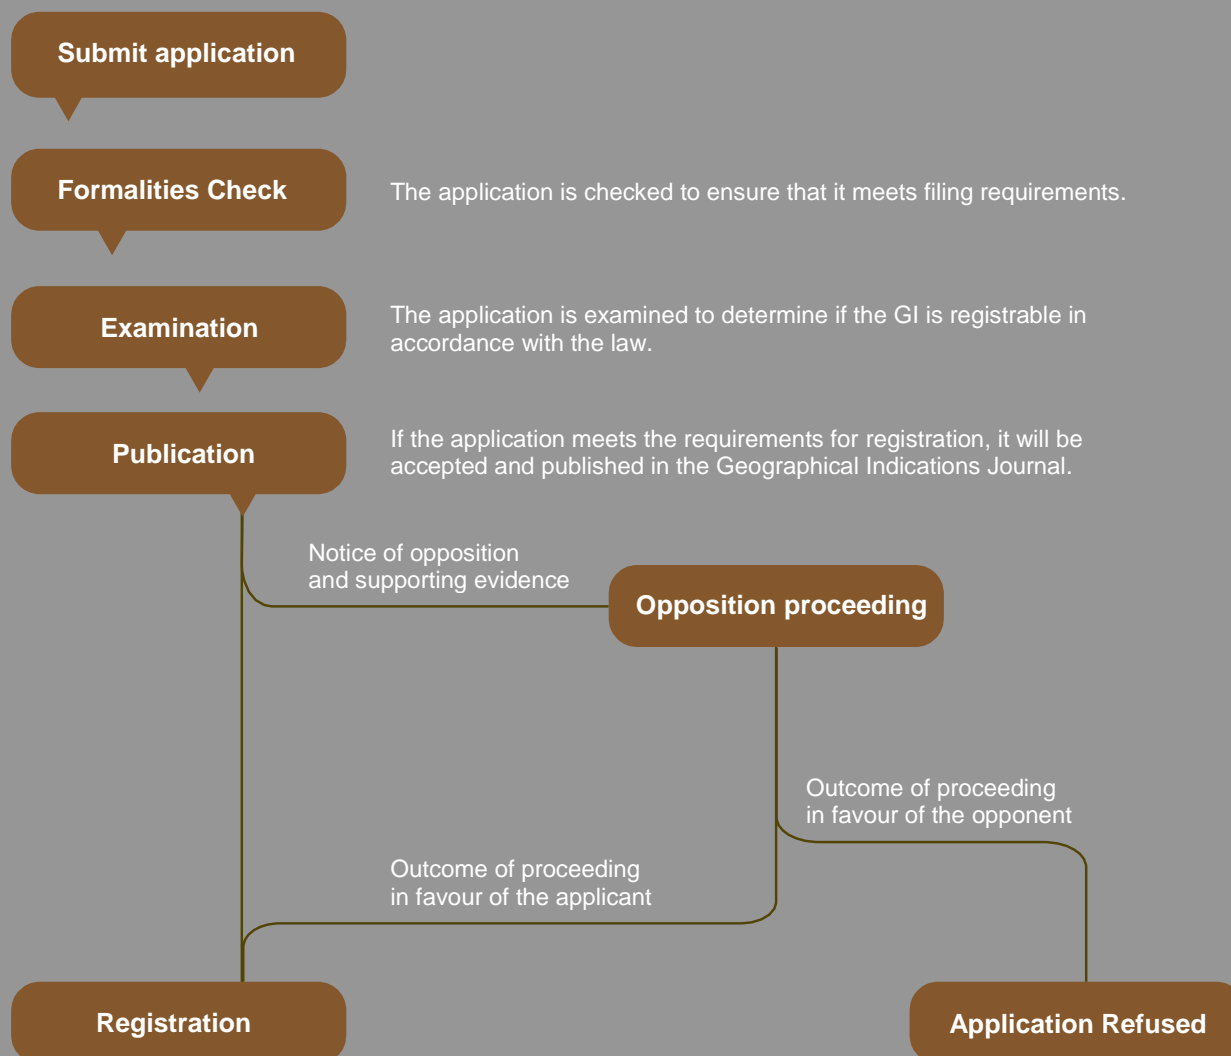 Submit application
Formalities Check
The application is checked to ensure that it meets filing requirements.
Examination
The application is examined to determine if the GI is registrable in
accordance with the law.
Publication
If the application meets the requirements for registration, it will be
accepted and published in the Geographical Indications Journal.
Notice of opposition
and supporting evidence
Opposition proceeding
Outcome of proceeding
in favour of the opponent
Outcome of proceeding
in favour of the applicant
Registration
Application Refused